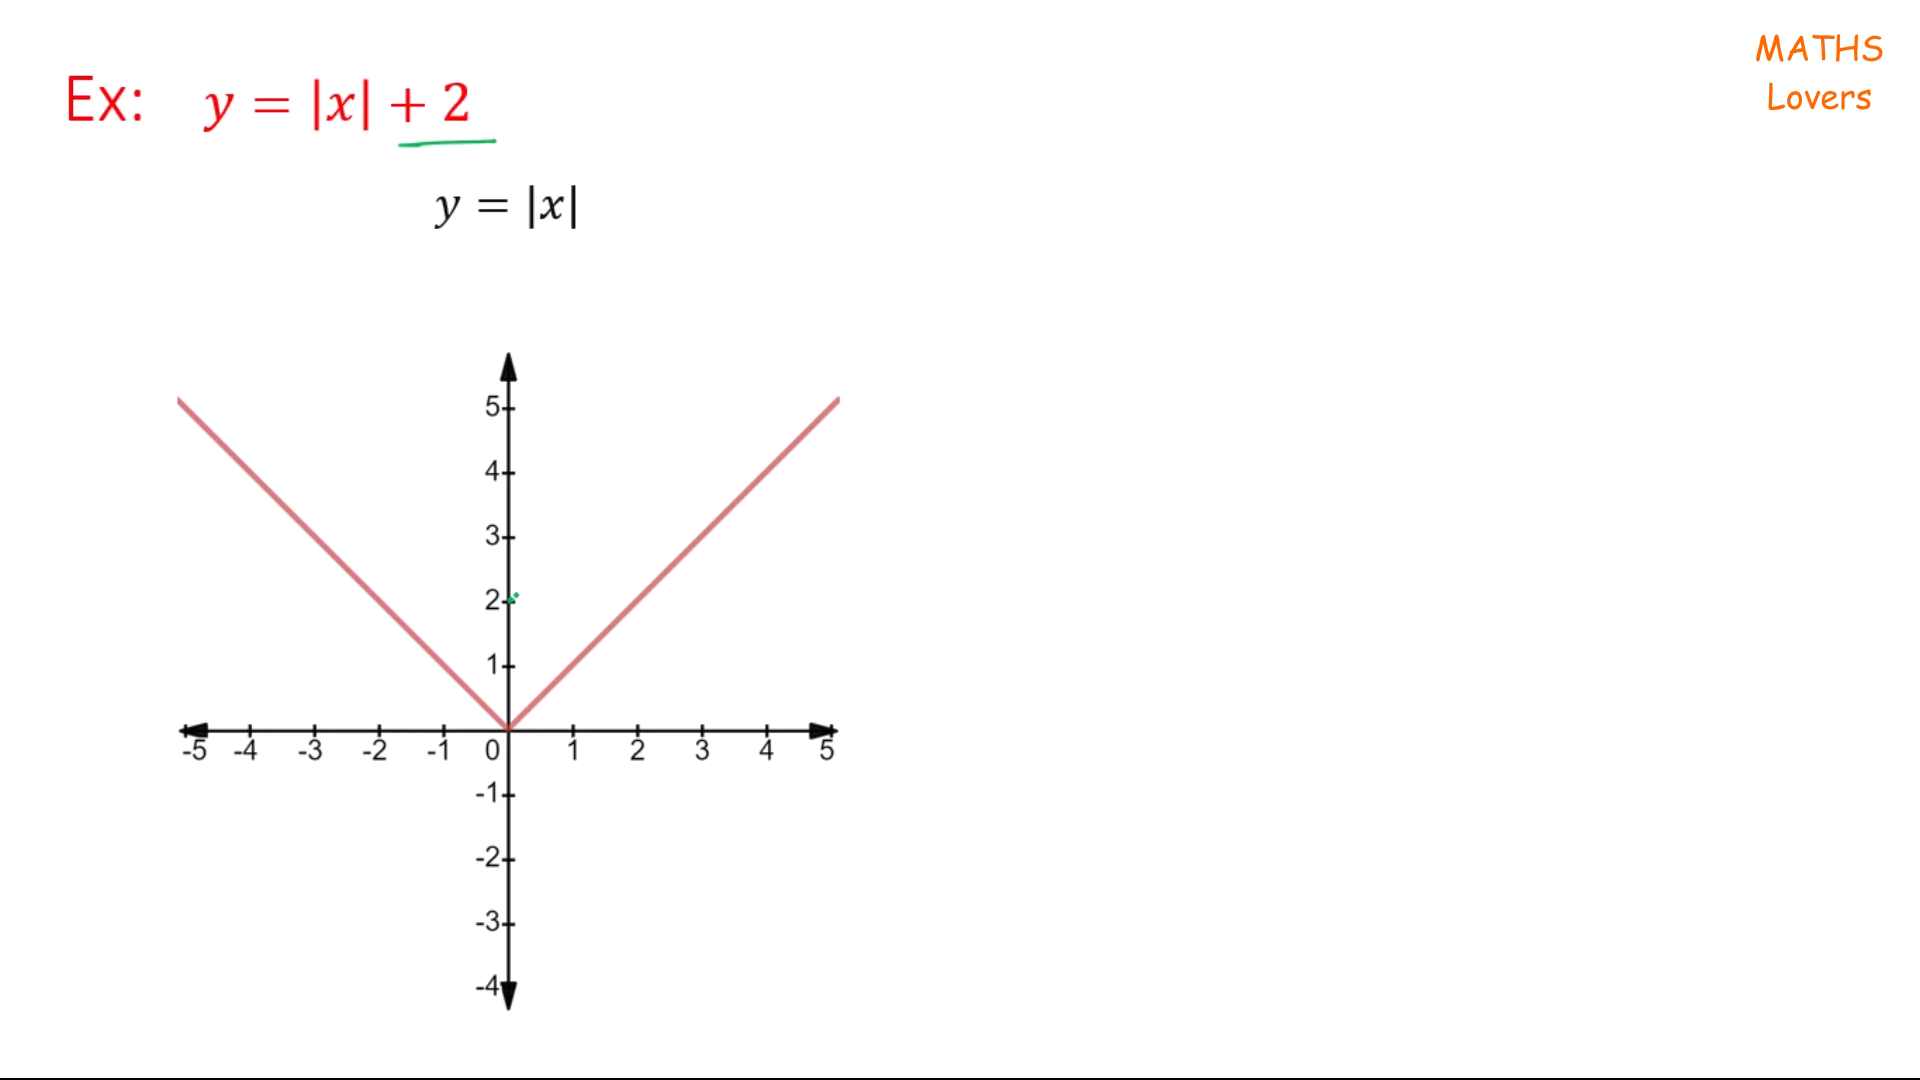 Ex: y = |x| + 2
MATHS
Lovers
y = |x|
5
4
3
2
1
-5 -4 -3 -2 -1 0 1 2 3 4 5
-1
-2
-3
-4